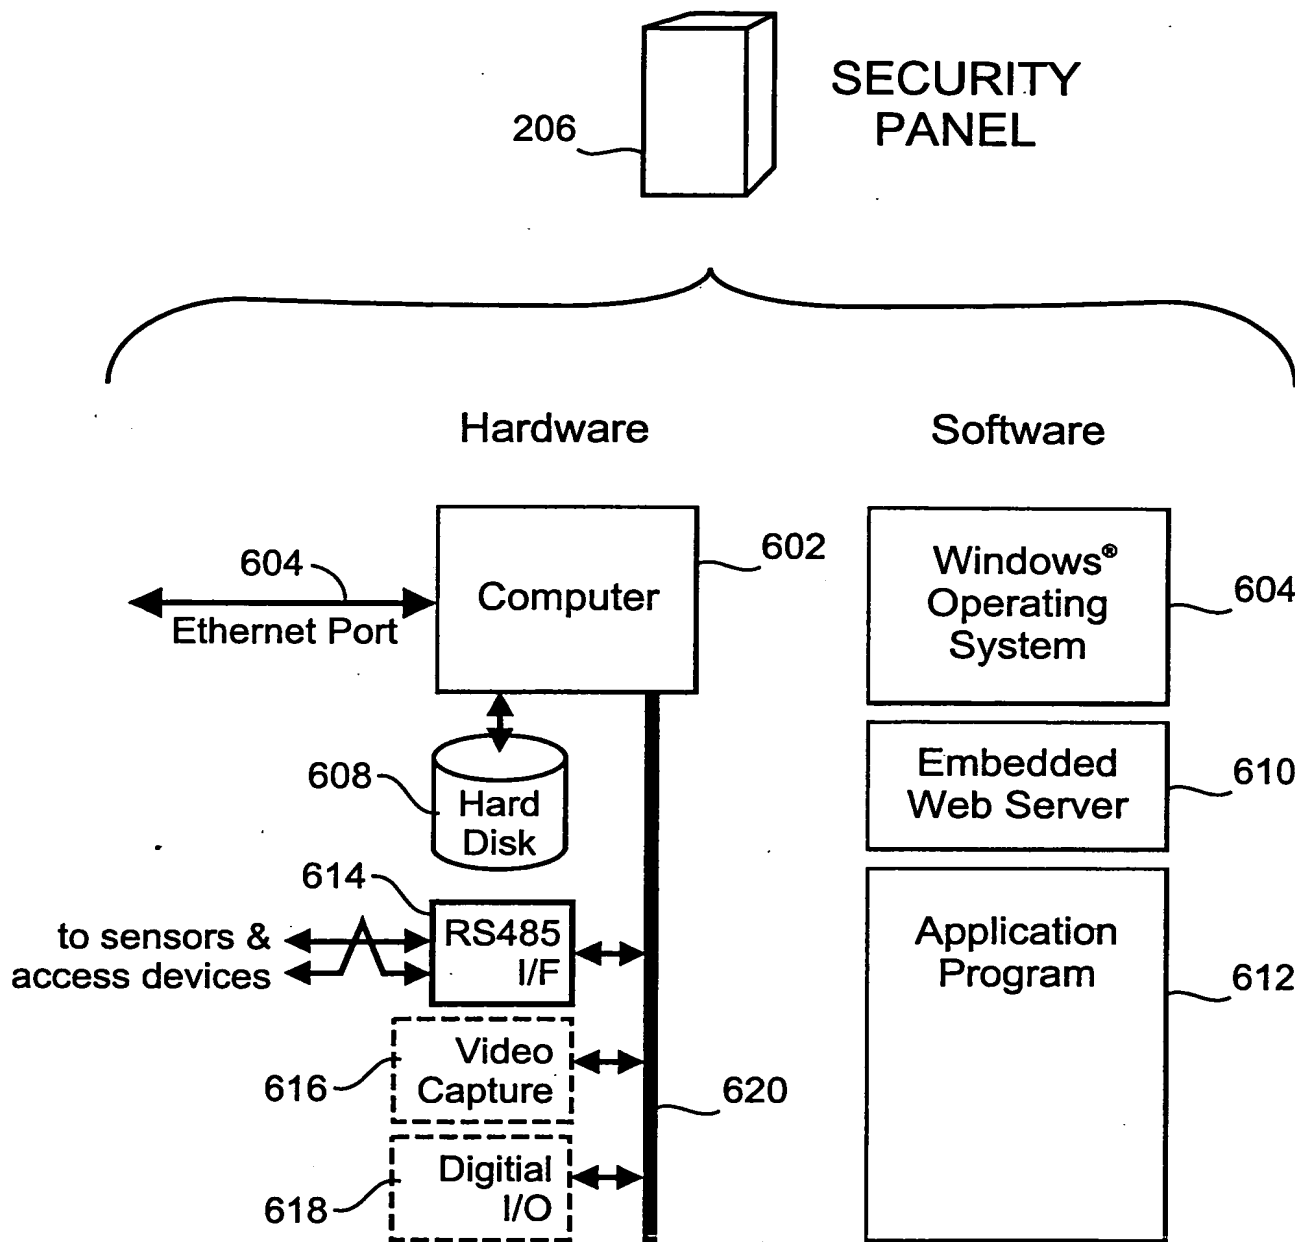 SECURITY
PANEL
206
Hardware
Software
604
Ethernet Port
Computer
602
Windows®
Operating
System
604
608
Hard
Disk
Embedded
Web Server
610
614
to sensors &
access devices
RS485
I/F
Application
Program
612
616
Video
Capture
620
618
Digitial
I/O